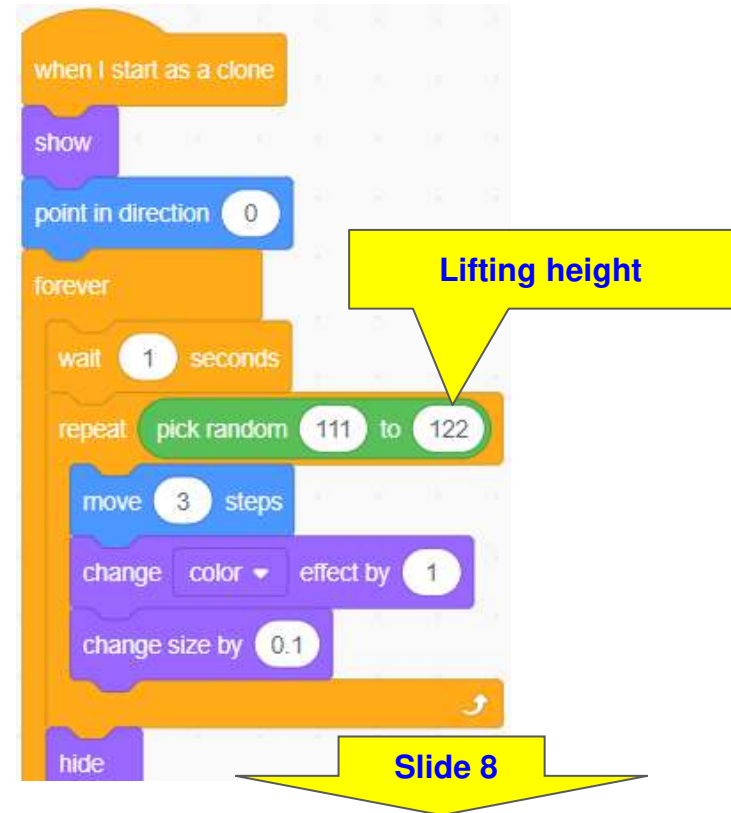 when I start as a clone
show
point in direction 0
Lifting height
forever
wait 1 seconds
repeat pick random 111 to 122
move 3 steps
change color effect by 1
change size by 0.1
hide
Slide 8